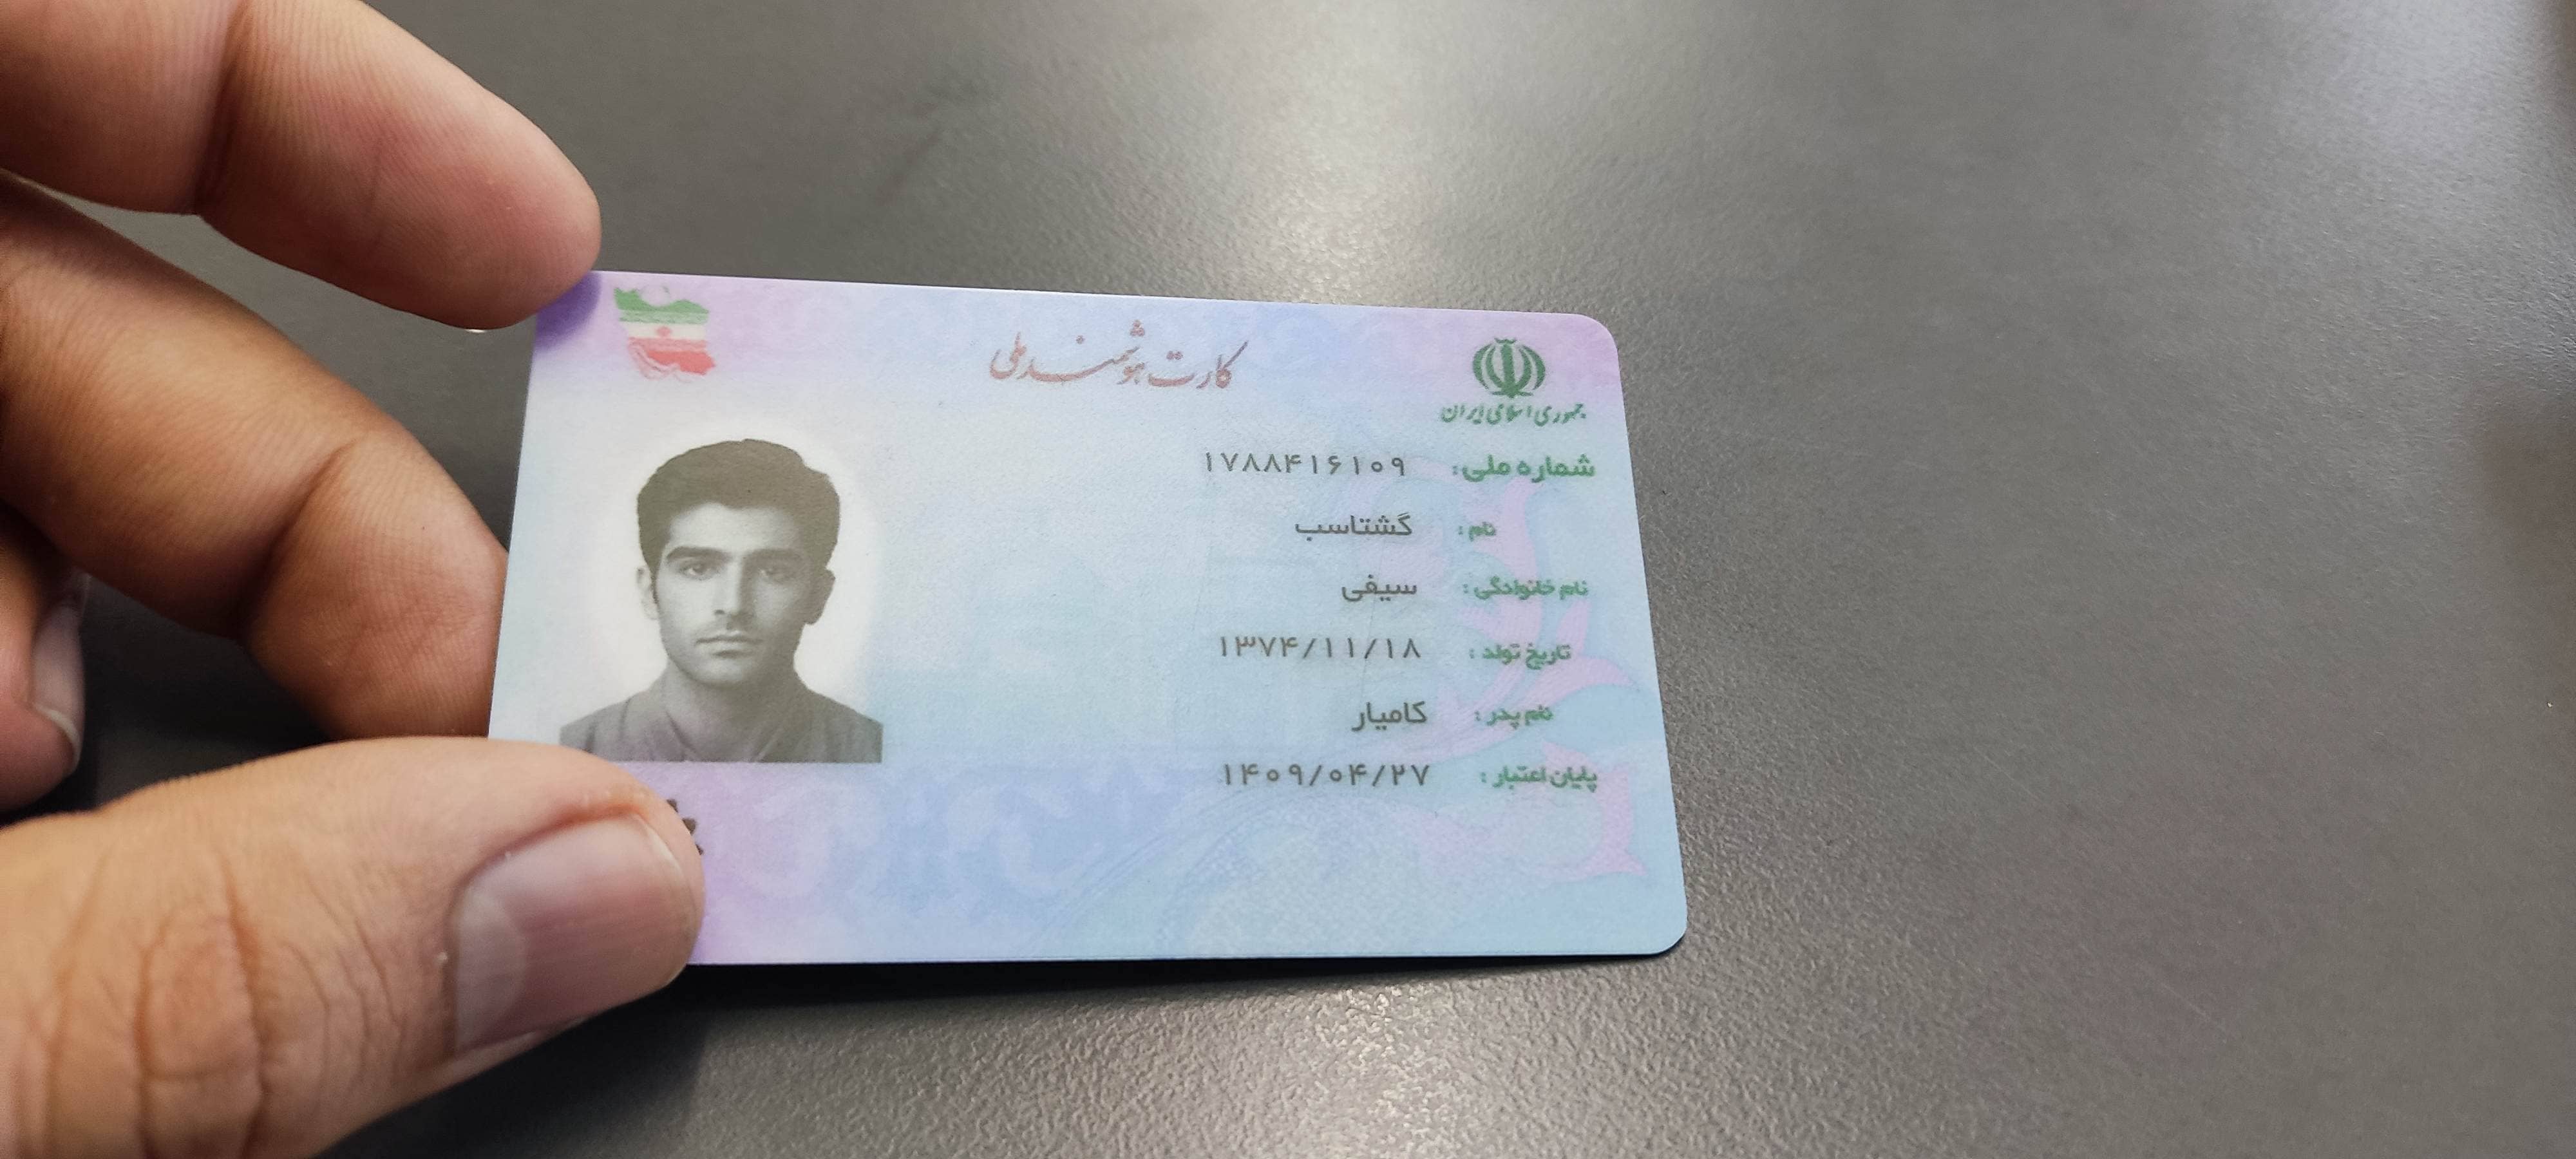 کارت هوشمند ملی
جمهوری اسلامی ایران
شماره ملی: ۱۷۸۸۴۱۶۱۰۹
نام: گشتاسب
نام خانوادگی: سیفی
تاریخ تولد: ۱۳۷۴/۱۱/۱۸
نام پدر: کامیار
پایان اعتبار: ۱۴۰۹/۰۴/۲۷